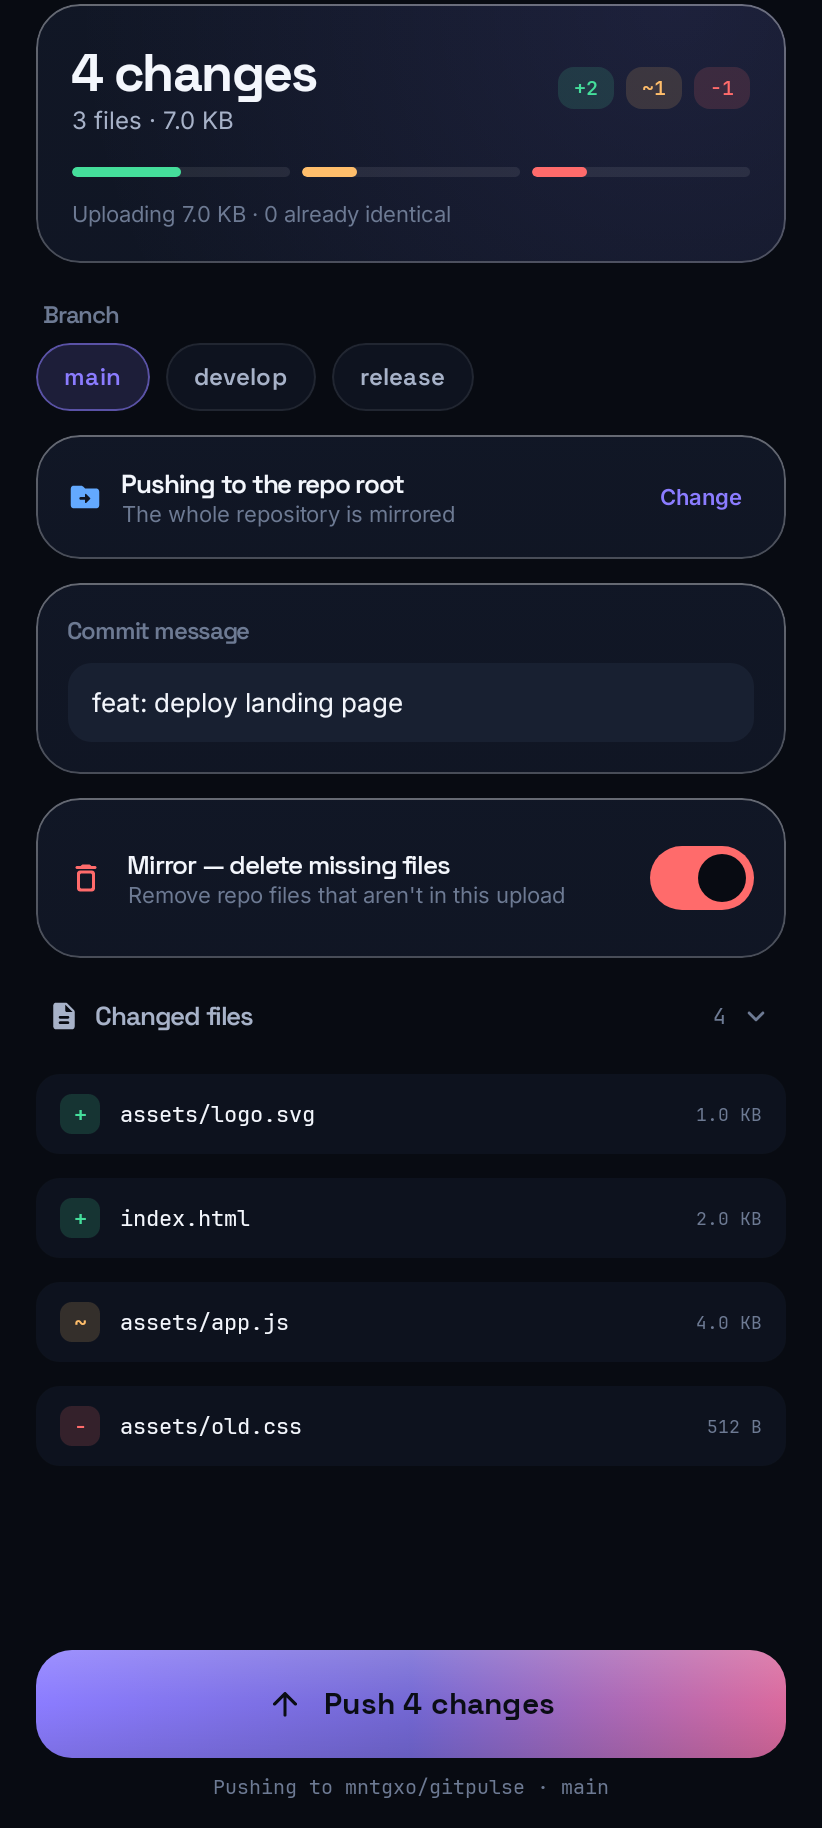 4 changes
+2 ~1 -1
3 files · 7.0 KB
Uploading 7.0 KB · 0 already identical
Branch
main develop release
Pushing to the repo root
The whole repository is mirrored
Change
Commit message
feat: deploy landing page
Mirror — delete missing files
Remove repo files that aren't in this upload
Changed files 4
+ assets/logo.svg 1.0 KB
+ index.html 2.0 KB
~ assets/app.js 4.0 KB
- assets/old.css 512 B
Push 4 changes
Pushing to mntgxo/gitpulse · main